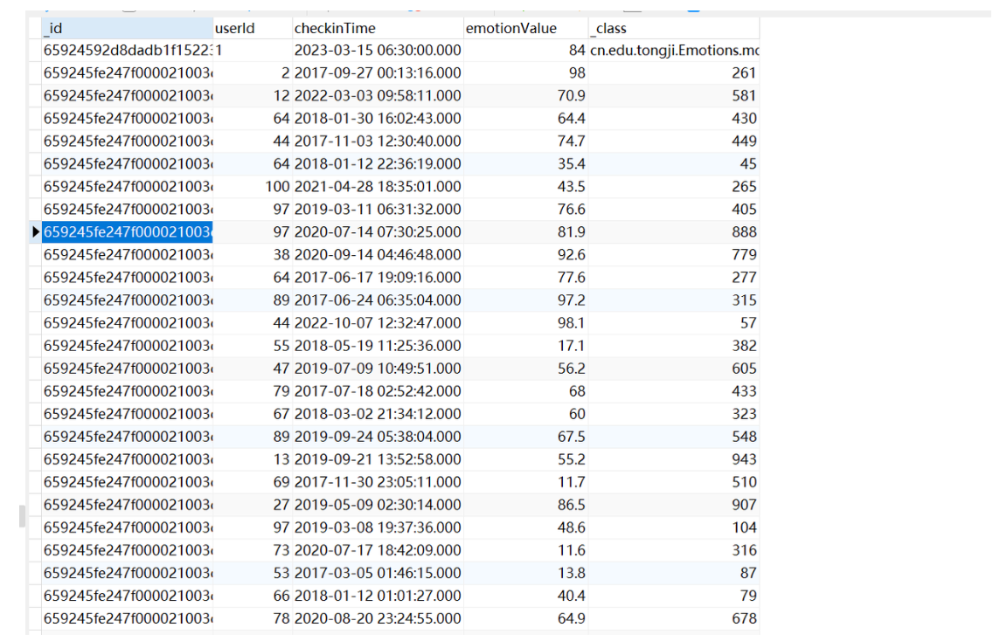 _id userId checkinTime emotionValue _class
65924592d8dadb1f1522 1 2023-03-15 06:30:00.000 84 cn.edu.tongji.Emotions.mo
659245fe247f000021003 2 2017-09-27 00:13:16.000 98 261
659245fe247f000021003 12 2022-03-03 09:58:11.000 70.9 581
659245fe247f000021003 64 2018-01-30 16:02:43.000 64.4 430
659245fe247f000021003 44 2017-11-03 12:30:40.000 74.7 449
659245fe247f000021003 64 2018-01-12 22:36:19.000 35.4 45
659245fe247f000021003 100 2021-04-28 18:35:01.000 43.5 265
659245fe247f000021003 97 2019-03-11 06:31:32.000 76.6 405
659245fe247f000021003 97 2020-07-14 07:30:25.000 81.9 888
659245fe247f000021003 38 2020-09-14 04:46:48.000 92.6 779
659245fe247f000021003 64 2017-06-17 19:09:16.000 77.6 277
659245fe247f000021003 89 2017-06-24 06:35:04.000 97.2 315
659245fe247f000021003 44 2022-10-07 12:32:47.000 98.1 57
659245fe247f000021003 55 2018-05-19 11:25:36.000 17.1 382
659245fe247f000021003 47 2019-07-09 10:49:51.000 56.2 605
659245fe247f000021003 79 2017-07-18 02:52:42.000 68 433
659245fe247f000021003 67 2018-03-02 21:34:12.000 60 323
659245fe247f000021003 89 2019-09-24 05:38:04.000 67.5 548
659245fe247f000021003 13 2019-09-21 13:52:58.000 55.2 943
659245fe247f000021003 69 2017-11-30 23:05:11.000 11.7 510
659245fe247f000021003 27 2019-05-09 02:30:14.000 86.5 907
659245fe247f000021003 97 2019-03-08 19:37:36.000 48.6 104
659245fe247f000021003 73 2020-07-17 18:42:09.000 11.6 316
659245fe247f000021003 53 2017-03-05 01:46:15.000 13.8 87
659245fe247f000021003 66 2018-01-12 01:01:27.000 40.4 79
659245fe247f000021003 78 2020-08-20 23:24:55.000 64.9 678